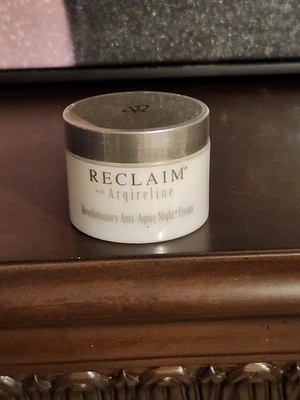 RECLAIM®
with Argireline
Revolutionary Anti-Aging Night Cream